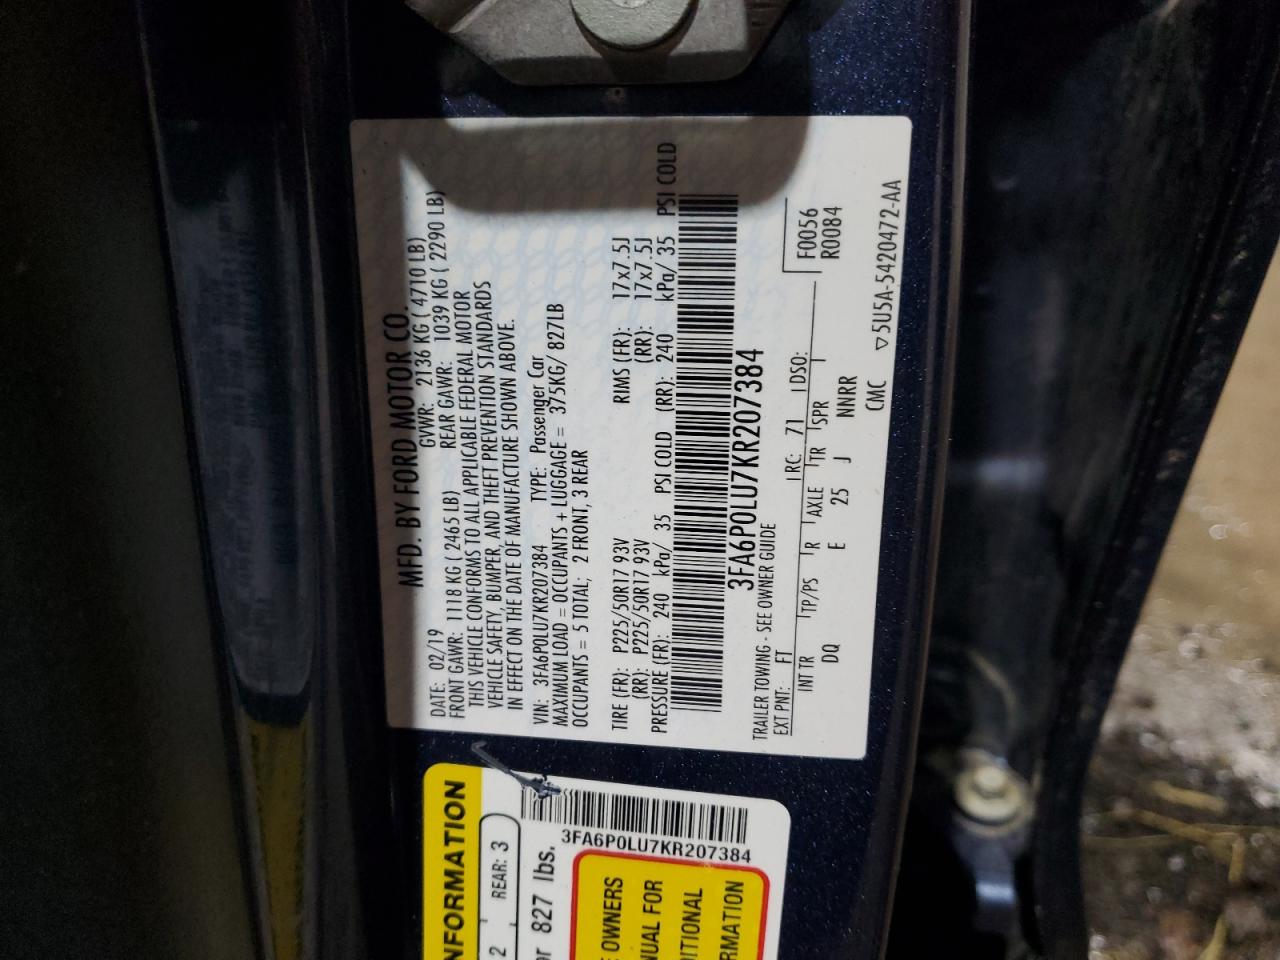 MFD. BY FORD MOTOR CO.
DATE: 02/19 GVWR: 2136 KG ( 4710 LB)
FRONT GAWR: 1118 KG ( 2465 LB) REAR GAWR: 1039 KG ( 2290 LB)
THIS VEHICLE CONFORMS TO ALL APPLICABLE FEDERAL MOTOR
VEHICLE SAFETY, BUMPER, AND THEFT PREVENTION STANDARDS
IN EFFECT ON THE DATE OF MANUFACTURE SHOWN ABOVE.
VIN: 3FA6P0LU7KR207384 TYPE: Passenger Car
MAXIMUM LOAD = OCCUPANTS + LUGGAGE = 375KG/ 827LB
OCCUPANTS = 5 TOTAL; 2 FRONT, 3 REAR
TIRE (FR): P225/50R17 93V RIMS (FR): 17x7.5J
(RR): P225/50R17 93V (RR): 17x7.5J
PRESSURE (FR): 240 kPa/ 35 PSI COLD (RR): 240 kPa/ 35 PSI COLD
3FA6P0LU7KR207384
TRAILER TOWING - SEE OWNER GUIDE
EXT PNT: FT RC: 71 DSO: F0056
R0084
INT TR TP/PS R AXLE TR SPR
DQ E 25 J NNRR
CMC
▽5U5A-5420472-AA
NFORMATION
2 REAR: 3
3FA6P0LU7KR207384
or 827 lbs.
E OWNERS
NUAL FOR
DITIONAL
RMATION